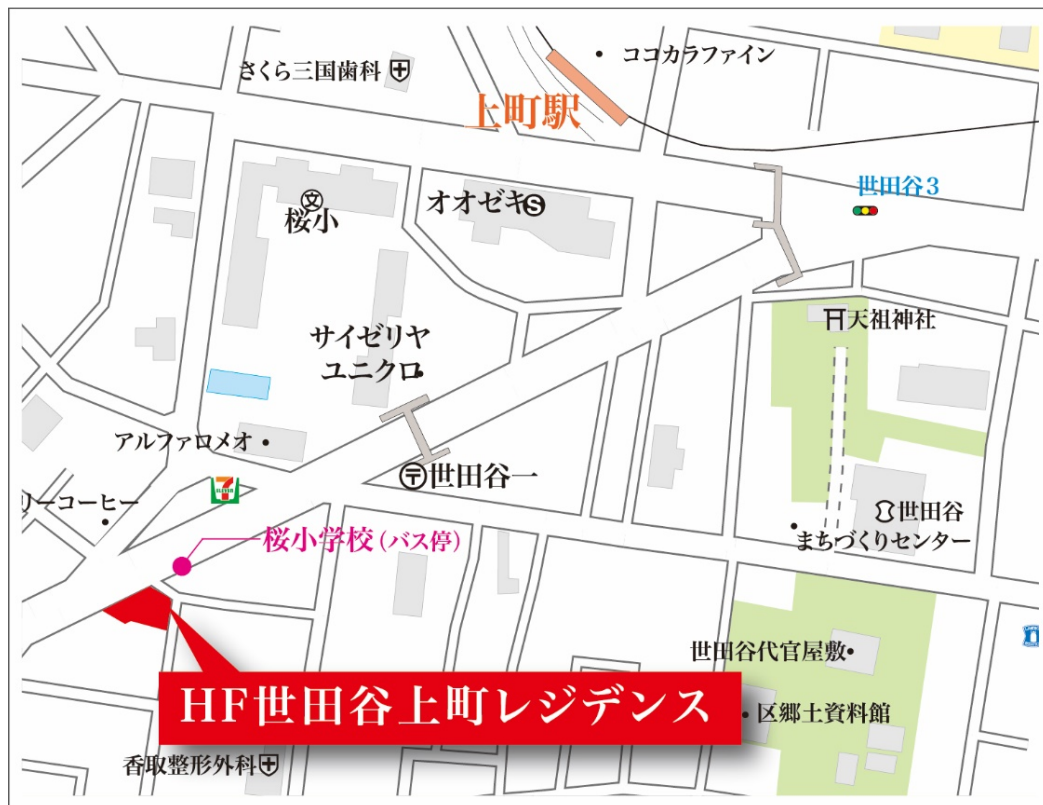 ココカラファイン
さくら三国歯科
上町駅
世田谷3
文
桜小
オオゼキ
S
天祖神社
サイゼリヤ
ユニクロ
アルファロメオ
世田谷一
7
リーコーヒー
世田谷
まちづくりセンター
桜小学校(バス停)
世田谷代官屋敷
HF世田谷上町レジデンス
区郷土資料館
香取整形外科